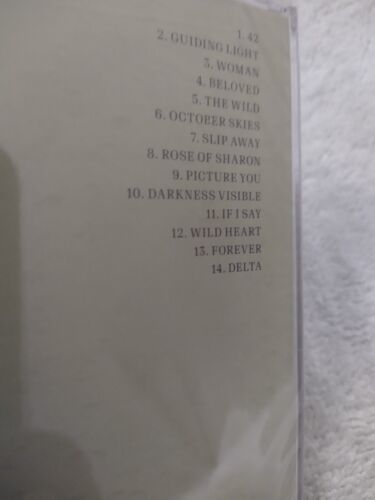 1. 42
2. GUIDING LIGHT
3. WOMAN
4. BELOVED
5. THE WILD
6. OCTOBER SKIES
7. SLIP AWAY
8. ROSE OF SHARON
9. PICTURE YOU
10. DARKNESS VISIBLE
11. IF I SAY
12. WILD HEART
13. FOREVER
14. DELTA